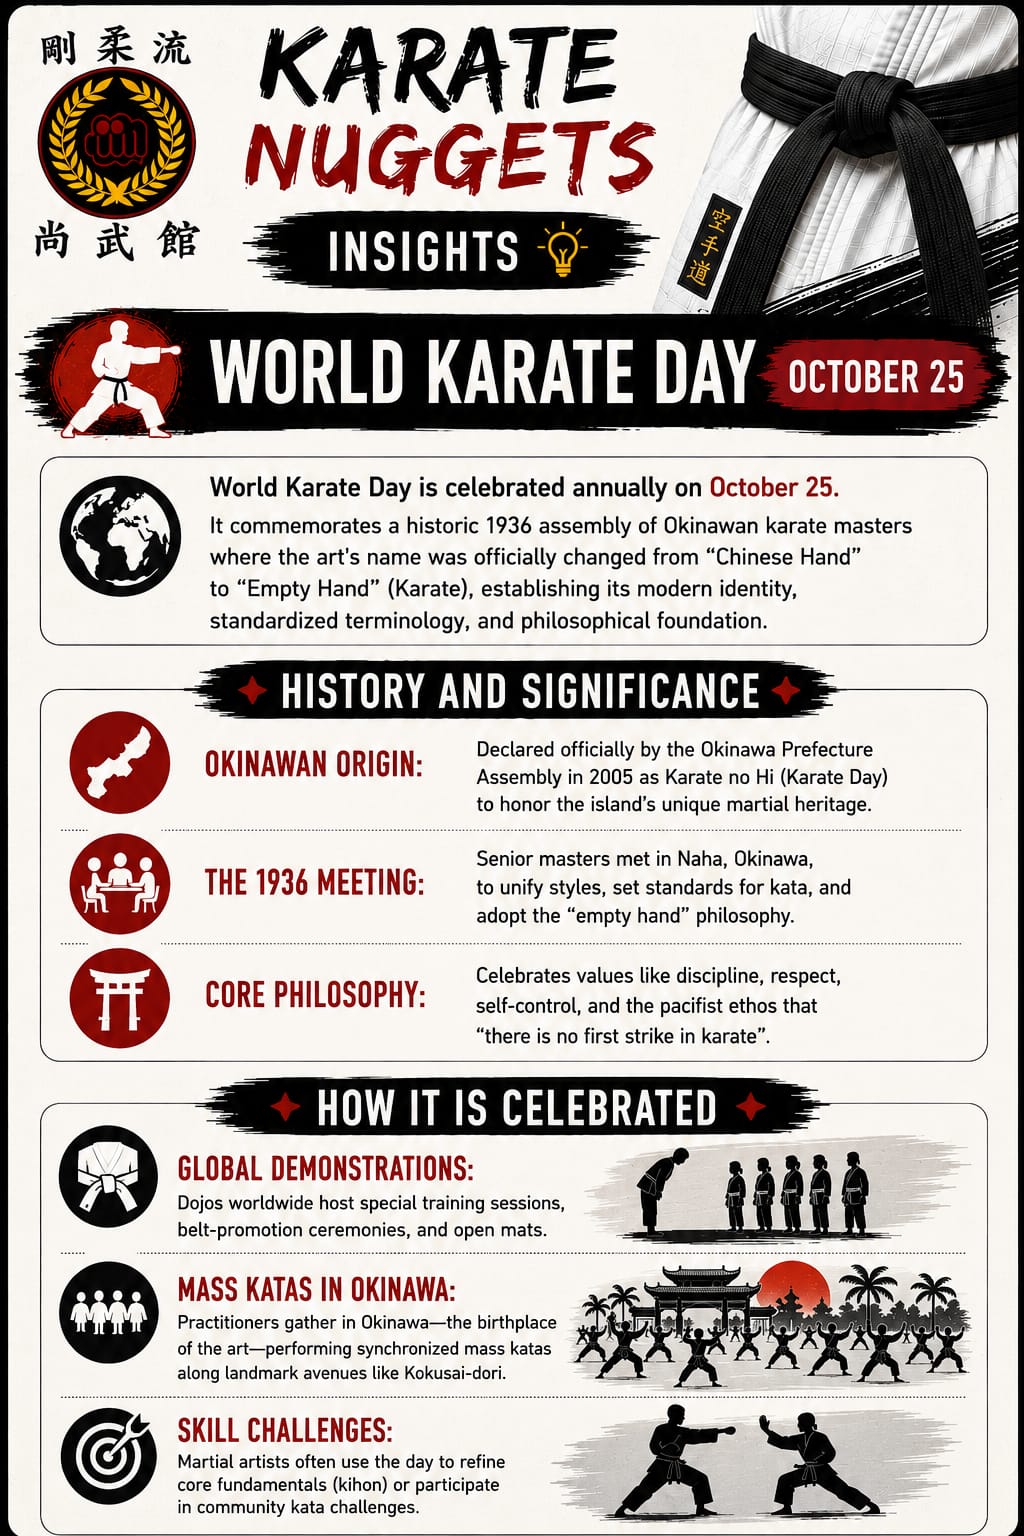 剛柔流
尚武館
KARATE
NUGGETS
INSIGHTS
空手道
WORLD KARATE DAY
OCTOBER 25
World Karate Day is celebrated annually on October 25.
It commemorates a historic 1936 assembly of Okinawan karate masters
where the art's name was officially changed from “Chinese Hand”
to “Empty Hand” (Karate), establishing its modern identity,
standardized terminology, and philosophical foundation.
HISTORY AND SIGNIFICANCE
OKINAWAN ORIGIN:
Declared officially by the Okinawa Prefecture
Assembly in 2005 as Karate no Hi (Karate Day)
to honor the island’s unique martial heritage.
THE 1936 MEETING:
Senior masters met in Naha, Okinawa,
to unify styles, set standards for kata, and
adopt the “empty hand” philosophy.
CORE PHILOSOPHY:
Celebrates values like discipline, respect,
self-control, and the pacifist ethos that
“there is no first strike in karate”.
HOW IT IS CELEBRATED
GLOBAL DEMONSTRATIONS:
Dojos worldwide host special training sessions,
belt-promotion ceremonies, and open mats.
MASS KATAS IN OKINAWA:
Practitioners gather in Okinawa—the birthplace
of the art—performing synchronized mass katas
along landmark avenues like Kokusai-dori.
SKILL CHALLENGES:
Martial artists often use the day to refine
core fundamentals (kihon) or participate
in community kata challenges.